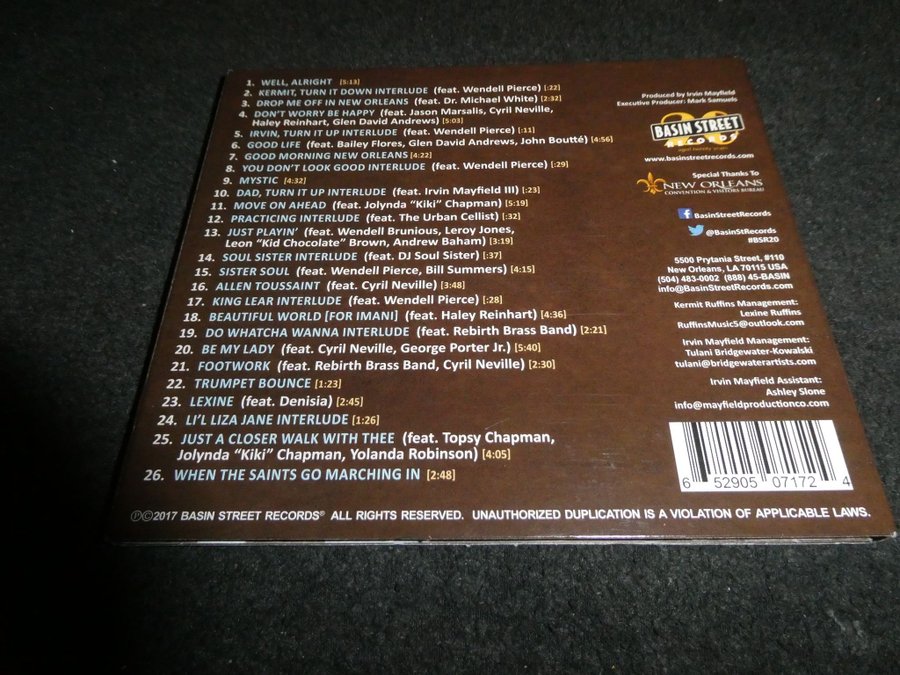 1. WELL, ALRIGHT [5:13]
2. KERMIT, TURN IT DOWN INTERLUDE (feat. Wendell Pierce) [:22]
3. DROP ME OFF IN NEW ORLEANS (feat. Dr. Michael White) [2:32]
4. DON'T WORRY BE HAPPY (feat. Jason Marsalis, Cyril Neville,
Haley Reinhart, Glen David Andrews) [5:03]
5. IRVIN, TURN IT UP INTERLUDE (feat. Wendell Pierce) [:11]
6. GOOD LIFE (feat. Bailey Flores, Glen David Andrews, John Boutté) [4:56]
7. GOOD MORNING NEW ORLEANS [4:22]
8. YOU DON'T LOOK GOOD INTERLUDE (feat. Wendell Pierce) [:29]
9. MYSTIC [4:32]
10. DAD, TURN IT UP INTERLUDE (feat. Irvin Mayfield III) [:23]
11. MOVE ON AHEAD (feat. Jolynda "Kiki" Chapman) [5:19]
12. PRACTICING INTERLUDE (feat. The Urban Cellist) [:32]
13. JUST PLAYIN' (feat. Wendell Brunious, Leroy Jones,
Leon "Kid Chocolate" Brown, Andrew Baham) [3:19]
14. SOUL SISTER INTERLUDE (feat. DJ Soul Sister) [:37]
15. SISTER SOUL (feat. Wendell Pierce, Bill Summers) [4:15]
16. ALLEN TOUSSAINT (feat. Cyril Neville) [3:48]
17. KING LEAR INTERLUDE (feat. Wendell Pierce) [:28]
18. BEAUTIFUL WORLD [FOR IMANI] (feat. Haley Reinhart) [4:36]
19. DO WHATCHA WANNA INTERLUDE (feat. Rebirth Brass Band) [2:21]
20. BE MY LADY (feat. Cyril Neville, George Porter Jr.) [5:40]
21. FOOTWORK (feat. Rebirth Brass Band, Cyril Neville) [2:30]
22. TRUMPET BOUNCE [1:23]
23. LEXINE (feat. Denisia) [2:45]
24. LI'L LIZA JANE INTERLUDE [1:26]
25. JUST A CLOSER WALK WITH THEE (feat. Topsy Chapman,
Jolynda "Kiki" Chapman, Yolanda Robinson) [4:05]
26. WHEN THE SAINTS GO MARCHING IN [2:48]
Produced by Irvin Mayfield
Executive Producer: Mark Samuels
20
BASIN STREET
RECORDS
www.basinstreetrecords.com
Special Thanks To
NEW ORLEANS
CONVENTION & VISITORS BUREAU
BasinStreetRecords
@BasinStRecords
#BSR20
5500 Prytania Street, #110
New Orleans, LA 70115 USA
(504) 483-0002 (888) 45-BASIN
info@BasinStreetRecords.com
Kermit Ruffins Management:
Lexine Ruffins
RuffinsMusic5@outlook.com
Irvin Mayfield Management:
Tulani Bridgewater-Kowalski
tulani@bridgewaterartists.com
Irvin Mayfield Assistant:
Ashley Slone
info@mayfieldproductionco.com
6 52905 07172 4
℗©2017 BASIN STREET RECORDS® ALL RIGHTS RESERVED. UNAUTHORIZED DUPLICATION IS A VIOLATION OF APPLICABLE LAWS.